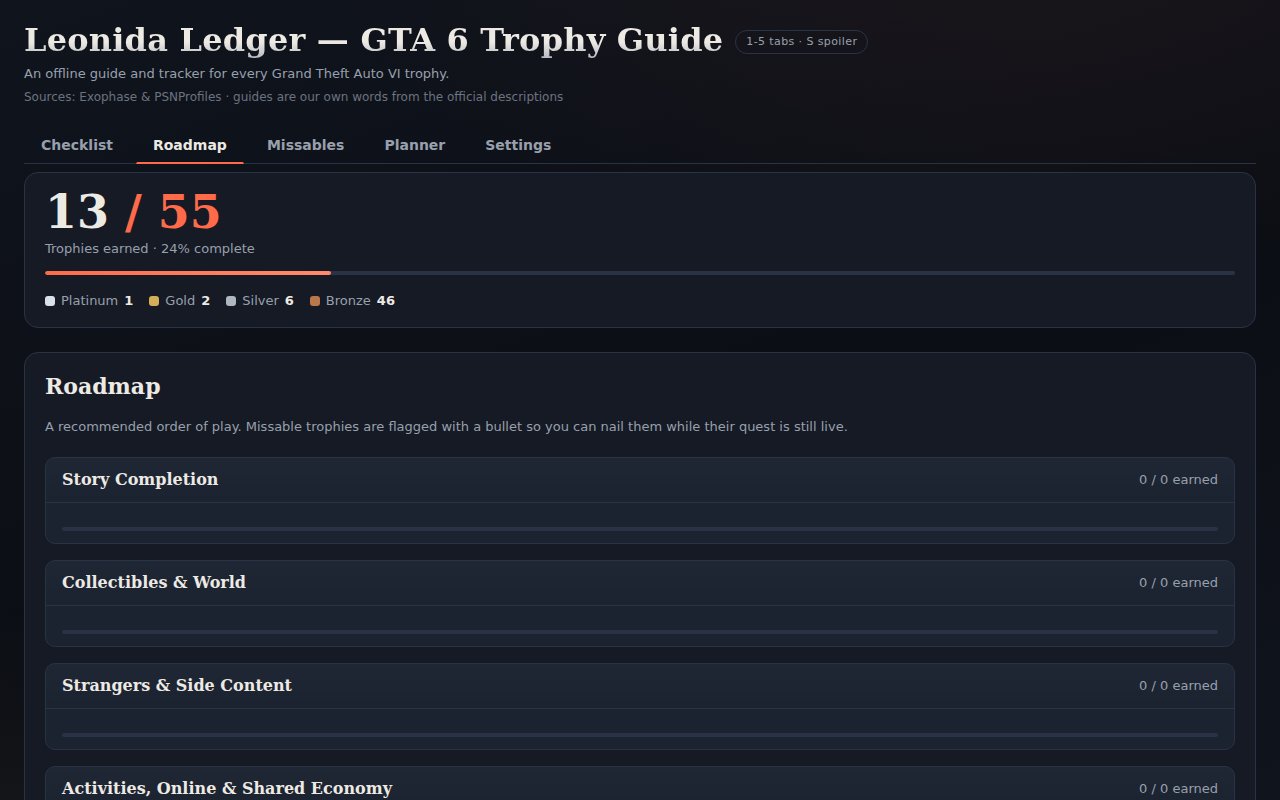 Leonida Ledger — GTA 6 Trophy Guide
1-5 tabs · S spoiler
An offline guide and tracker for every Grand Theft Auto VI trophy.
Sources: Exophase & PSNProfiles · guides are our own words from the official descriptions
Checklist Roadmap Missables Planner Settings
13 / 55
Trophies earned · 24% complete
Platinum 1 Gold 2 Silver 6 Bronze 46
Roadmap
A recommended order of play. Missable trophies are flagged with a bullet so you can nail them while their quest is still live.
Story Completion 0 / 0 earned
Collectibles & World 0 / 0 earned
Strangers & Side Content 0 / 0 earned
Activities, Online & Shared Economy 0 / 0 earned